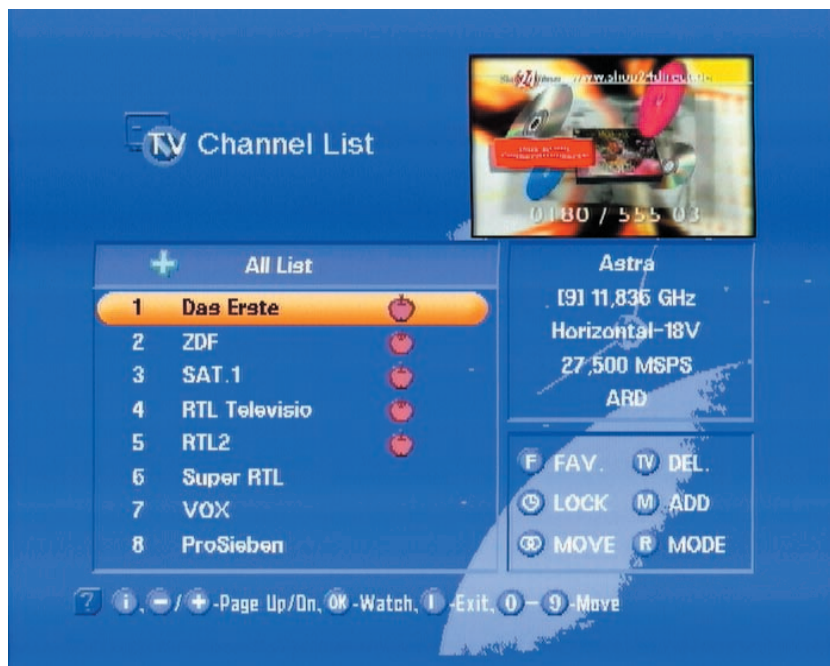 24 www.shop24direct.de
0180 / 555 03
TV Channel List
All List
1 Das Erste
2 ZDF
3 SAT.1
4 RTL Televisio
5 RTL2
6 Super RTL
7 VOX
8 ProSieben
Astra
[9] 11,836 GHz
Horizontal-18V
27,500 MSPS
ARD
F FAV. TV DEL.
LOCK M ADD
MOVE R MODE
? i, - / + -Page Up/Dn, OK -Watch, I -Exit, 0 - 9 -Move